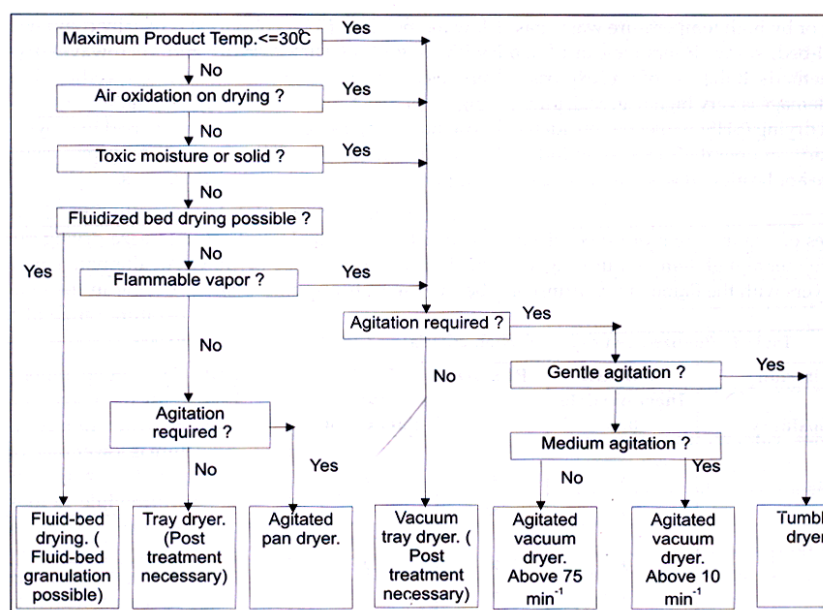 Maximum Product Temp.<=30°C
Yes
No
Air oxidation on drying ?
Yes
No
Toxic moisture or solid ?
Yes
No
Fluidized bed drying possible ?
Yes
No
Flammable vapor ?
Yes
Agitation required ?
Yes
No
No
Gentle agitation ?
Yes
Agitation
required ?
Medium agitation ?
No
Yes
No
Yes
Fluid-bed
drying. (
Fluid-bed
granulation
possible)
Tray dryer.
(Post
treatment
necessary)
Agitated
pan dryer.
Vacuum
tray dryer. (
Post
treatment
necessary)
Agitated
vacuum
dryer.
Above 75
min⁻¹
Agitated
vacuum
dryer.
Above 10
min⁻¹
Tumble
dryer